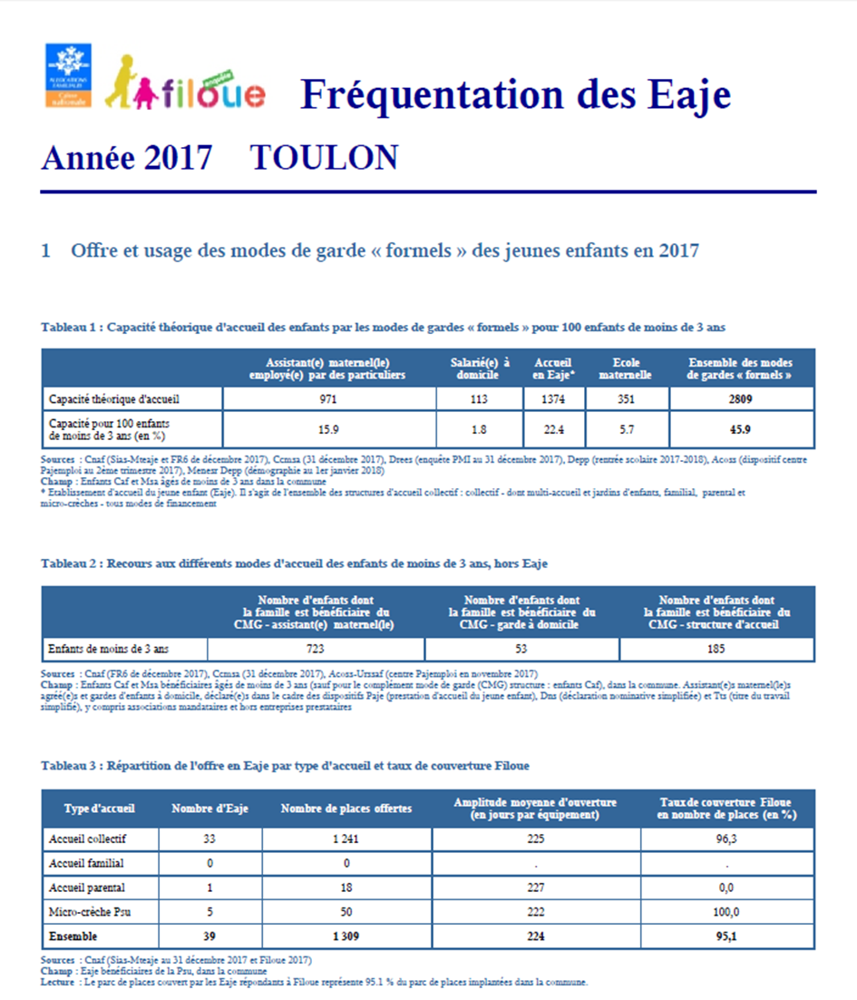 ALLOCATIONS
FAMILIALES
Caisse
nationale
enquête
filoue
Fréquentation des Eaje
Année 2017 TOULON
1 Offre et usage des modes de garde « formels » des jeunes enfants en 2017
Tableau 1 : Capacité théorique d'accueil des enfants par les modes de gardes « formels » pour 100 enfants de moins de 3 ans
Assistant(e) maternel(le) employé(e) par des particuliers Salarié(e) à domicile Accueil en Eaje* Ecole maternelle Ensemble des modes de gardes « formels »
Capacité théorique d'accueil 971 113 1374 351 2809
Capacité pour 100 enfants de moins de 3 ans (en %) 15.9 1.8 22.4 5.7 45.9
Sources : Cnaf (Sias-Mteaje et FR6 de décembre 2017), Ccmsa (31 décembre 2017), Drees (enquête PMI au 31 décembre 2017), Depp (rentrée scolaire 2017-2018), Acoss (dispositif centre
Pajemploi au 2ème trimestre 2017), Menesr Depp (démographie au 1er janvier 2018)
Champ : Enfants Caf et Msa âgés de moins de 3 ans dans la commune
* Etablissement d'accueil du jeune enfant (Eaje). Il s'agit de l'ensemble des structures d'accueil collectif : collectif - dont multi-accueil et jardins d'enfants, familial, parental et
micro-crèches - tous modes de financement
Tableau 2 : Recours aux différents modes d'accueil des enfants de moins de 3 ans, hors Eaje
Nombre d'enfants dont la famille est bénéficiaire du CMG - assistant(e) maternel(le) Nombre d'enfants dont la famille est bénéficiaire du CMG - garde à domicile Nombre d'enfants dont la famille est bénéficiaire du CMG - structure d'accueil
Enfants de moins de 3 ans 723 53 185
Sources : Cnaf (FR6 de décembre 2017), Ccmsa (31 décembre 2017), Acoss-Urssaf (centre Pajemploi en novembre 2017)
Champ : Enfants Caf et Msa bénéficiaires âgés de moins de 3 ans (sauf pour le complément mode de garde (CMG) structure : enfants Caf), dans la commune. Assistant(e)s maternel(le)s
agréé(e)s et gardes d'enfants à domicile, déclaré(e)s dans le cadre des dispositifs Paje (prestation d'accueil du jeune enfant), Dns (déclaration nominative simplifiée) et Tts (titre du travail
simplifié), y compris associations mandataires et hors entreprises prestataires
Tableau 3 : Répartition de l'offre en Eaje par type d'accueil et taux de couverture Filoue
Type d'accueil Nombre d'Eaje Nombre de places offertes Amplitude moyenne d'ouverture (en jours par équipement) Taux de couverture Filoue en nombre de places (en %)
Accueil collectif 33 1 241 225 96,3
Accueil familial 0 0 . .
Accueil parental 1 18 227 0,0
Micro-crèche Psu 5 50 222 100,0
Ensemble 39 1 309 224 95,1
Sources : Cnaf (Sias-Mteaje au 31 décembre 2017 et Filoue 2017)
Champ : Eaje bénéficiaires de la Psu, dans la commune
Lecture : Le parc de places couvert par les Eaje répondants à Filoue représente 95.1 % du parc de places implantées dans la commune.